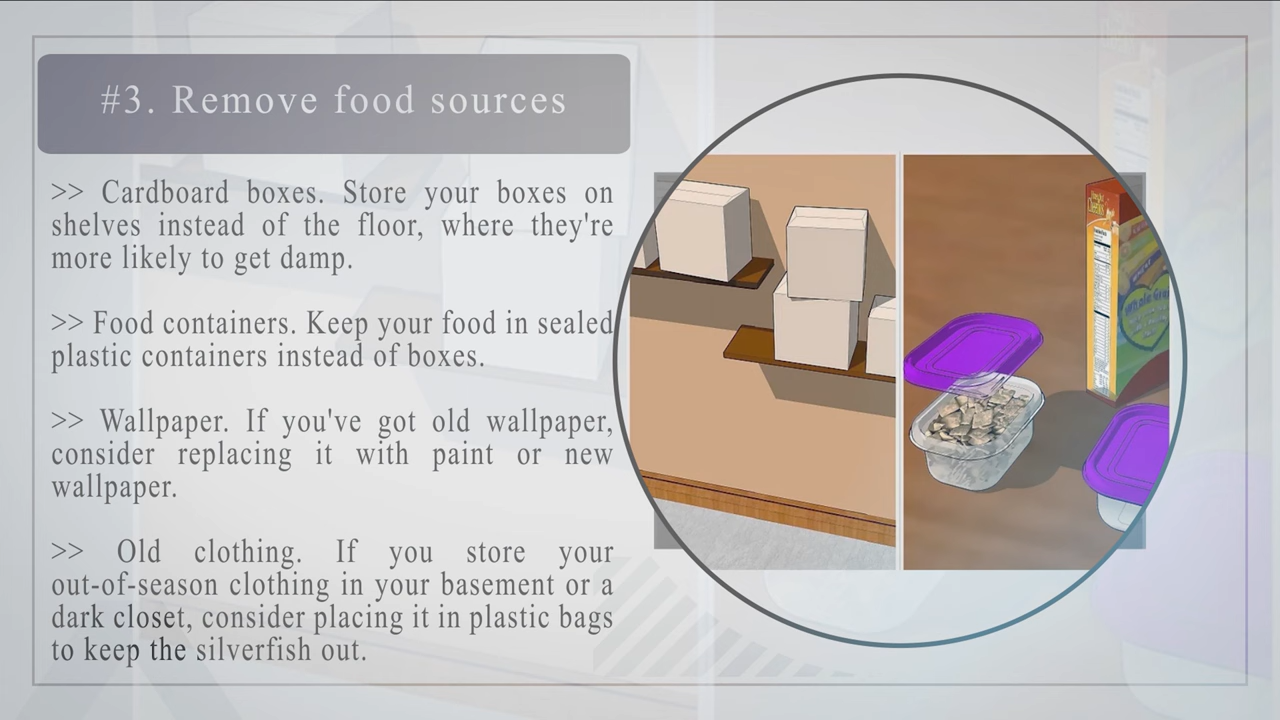 #3. Remove food sources
>> Cardboard boxes. Store your boxes on
shelves instead of the floor, where they're
more likely to get damp.
>> Food containers. Keep your food in sealed
plastic containers instead of boxes.
>> Wallpaper. If you've got old wallpaper,
consider replacing it with paint or new
wallpaper.
>> Old clothing. If you store your
out-of-season clothing in your basement or a
dark closet, consider placing it in plastic bags
to keep the silverfish out.